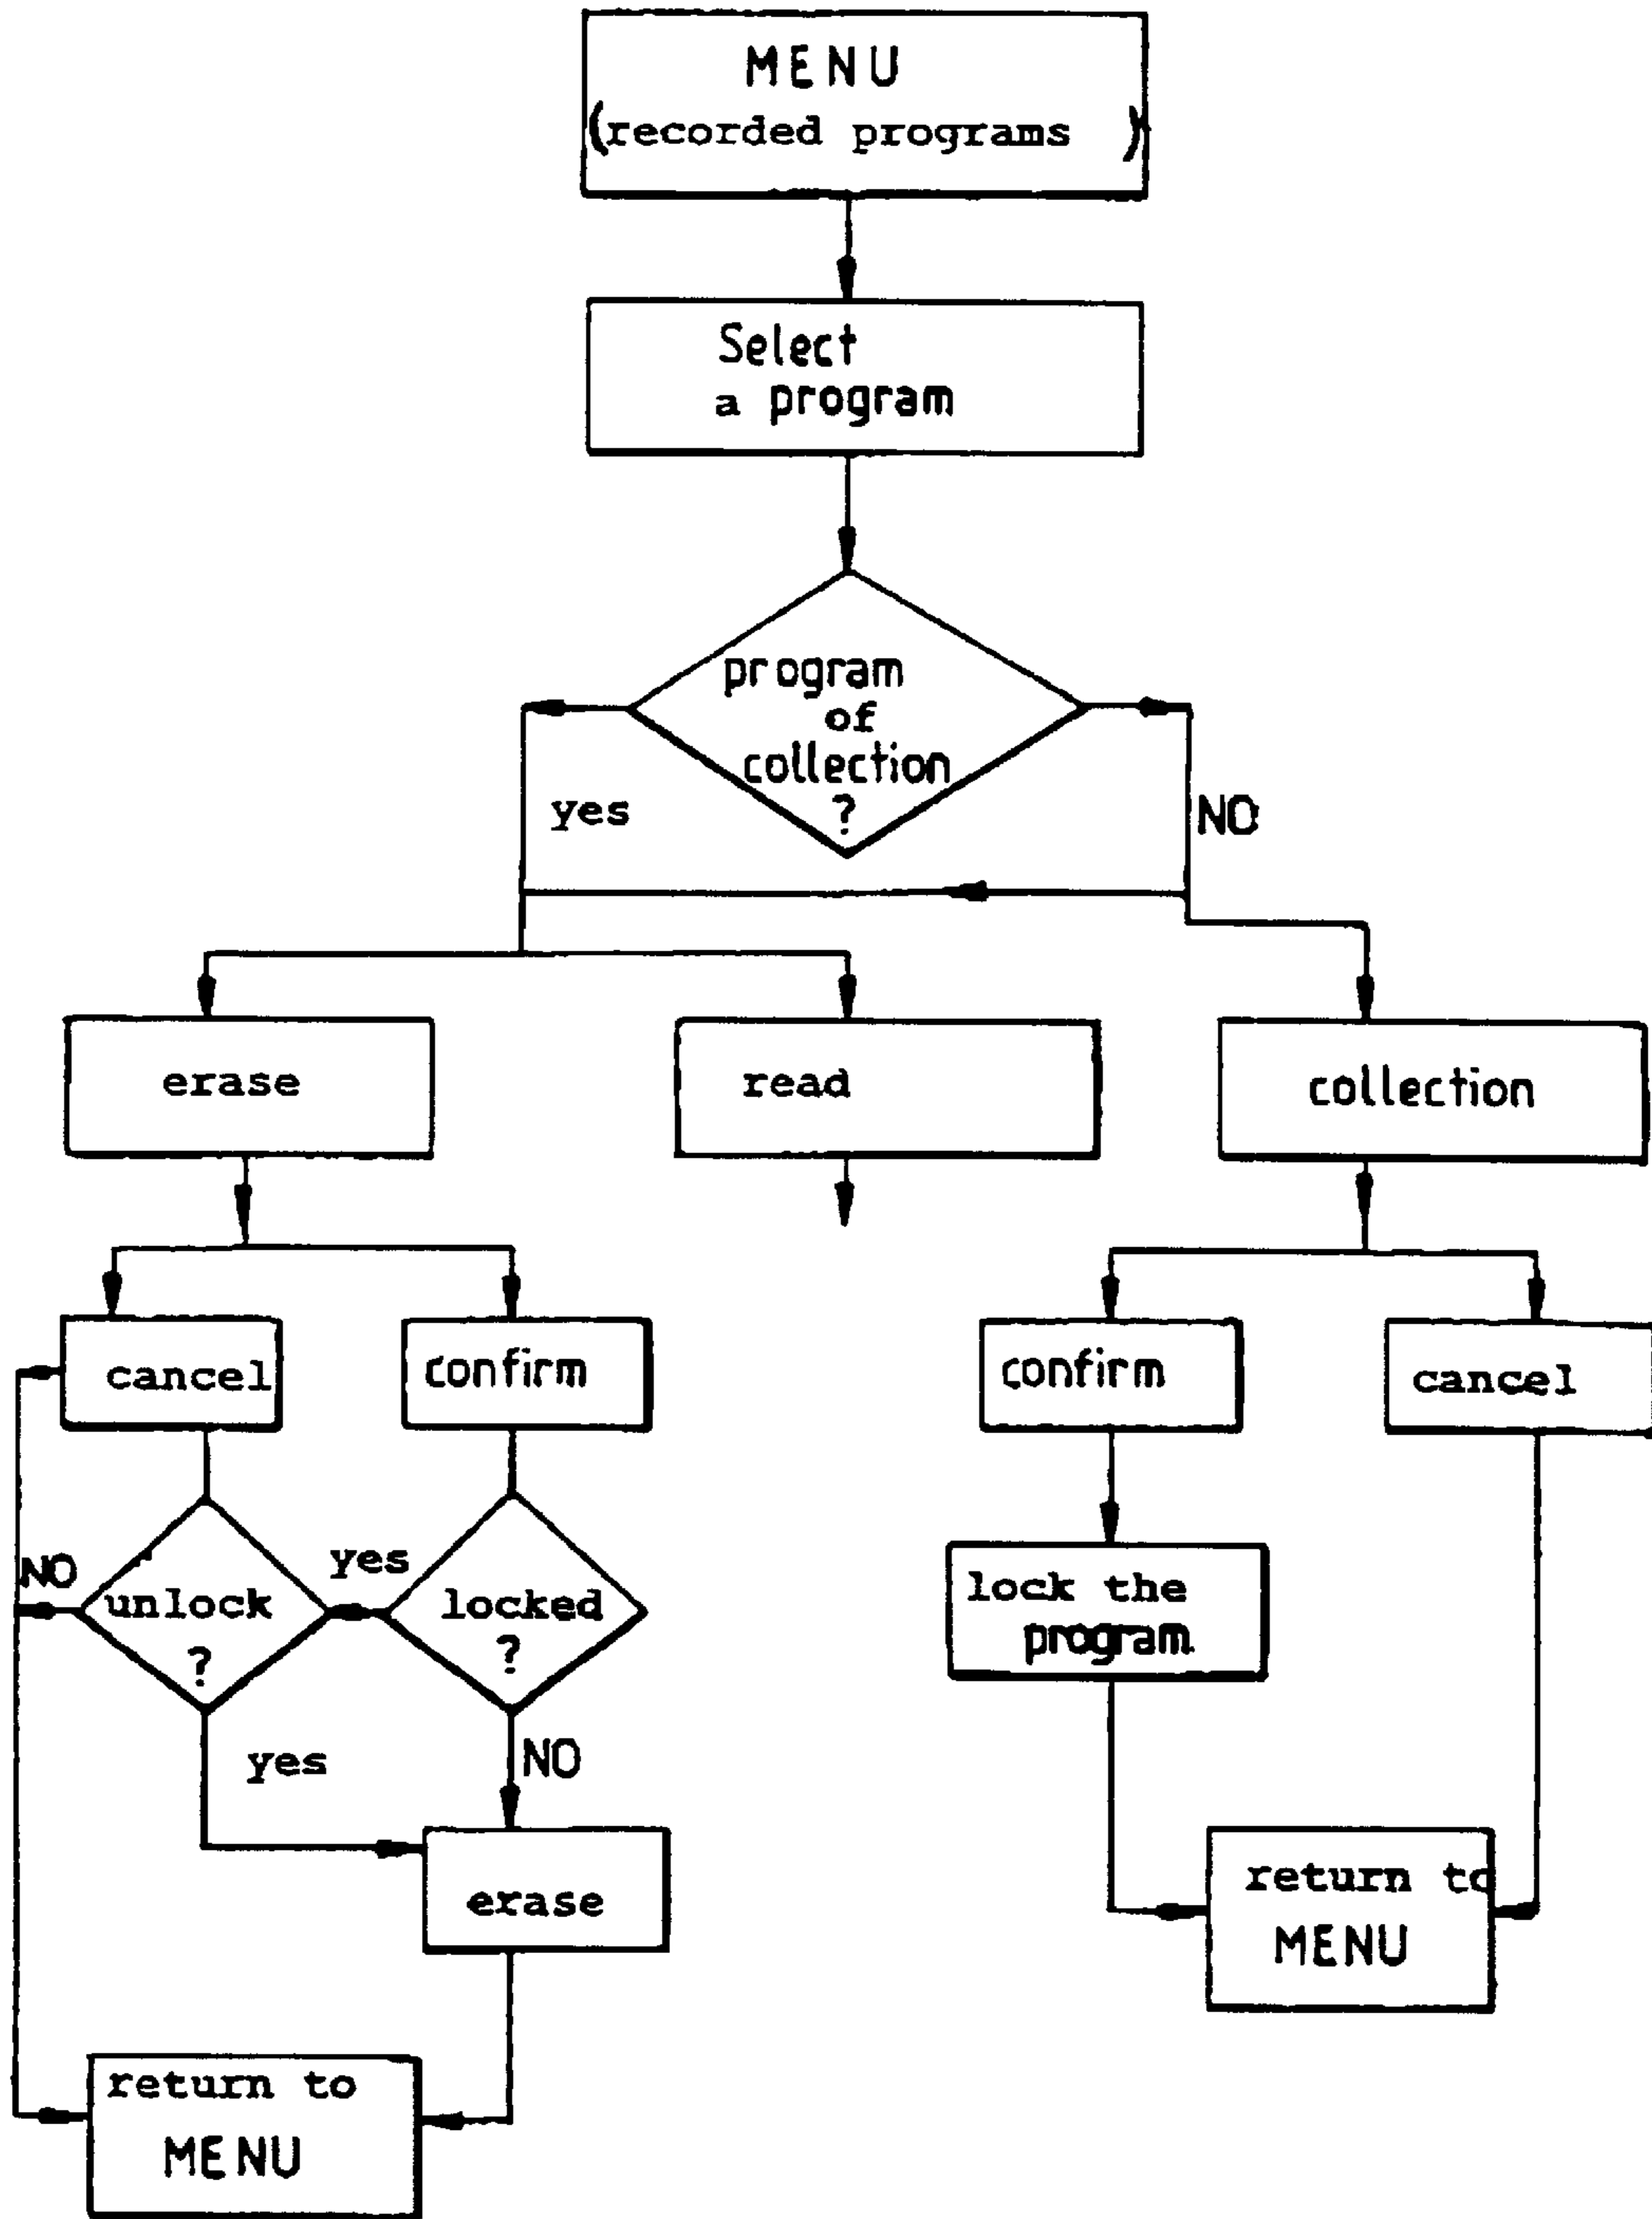 MENU
(recorded programs )
Select
a program
program
of
collection
?
yes
NO
erase
read
collection
cancel
confirm
confirm
cancel
NO
unlock
?
yes
locked
?
lock the
program
yes
NO
erase
return to
MENU
return to
MENU